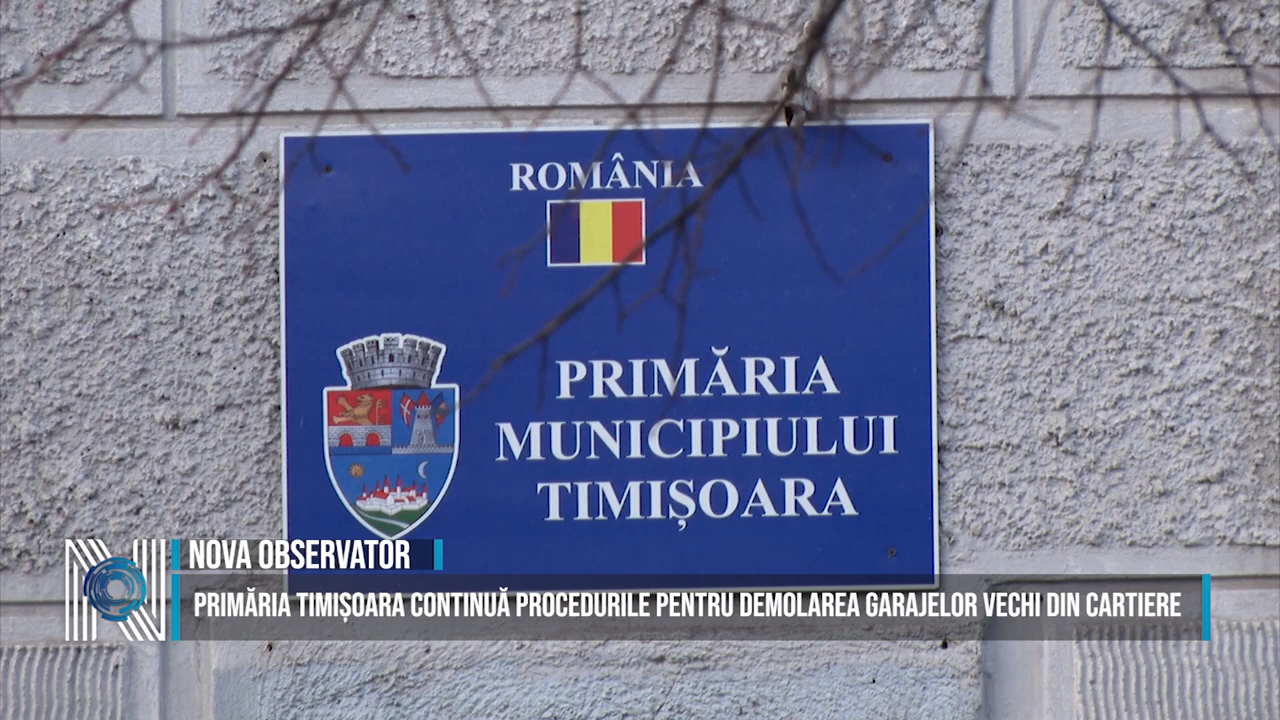 ROMÂNIA
PRIMĂRIA
MUNICIPIULUI
TIMIȘOARA
NOVA OBSERVATOR
PRIMĂRIA TIMIȘOARA CONTINUĂ PROCEDURILE PENTRU DEMOLAREA GARAJELOR VECHI DIN CARTIERE